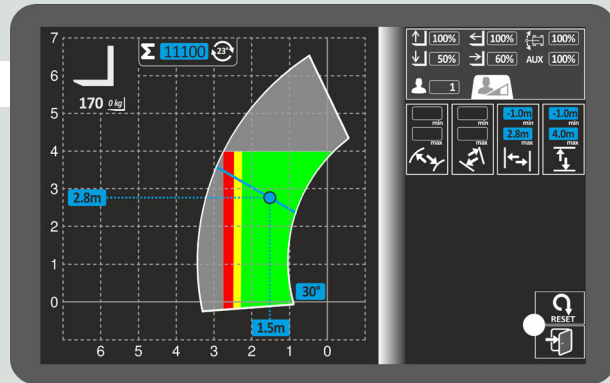 7
6
5
4
3
2
1
0
6 5 4 3 2 1 0
Σ 11100 23°
170 0 kg
2.8m
30°
1.5m
100% 100% 100%
50% 60% AUX 100%
1
min
max
min
max
-1.0m
min
2.8m
max
-1.0m
min
4.0m
max
RESET